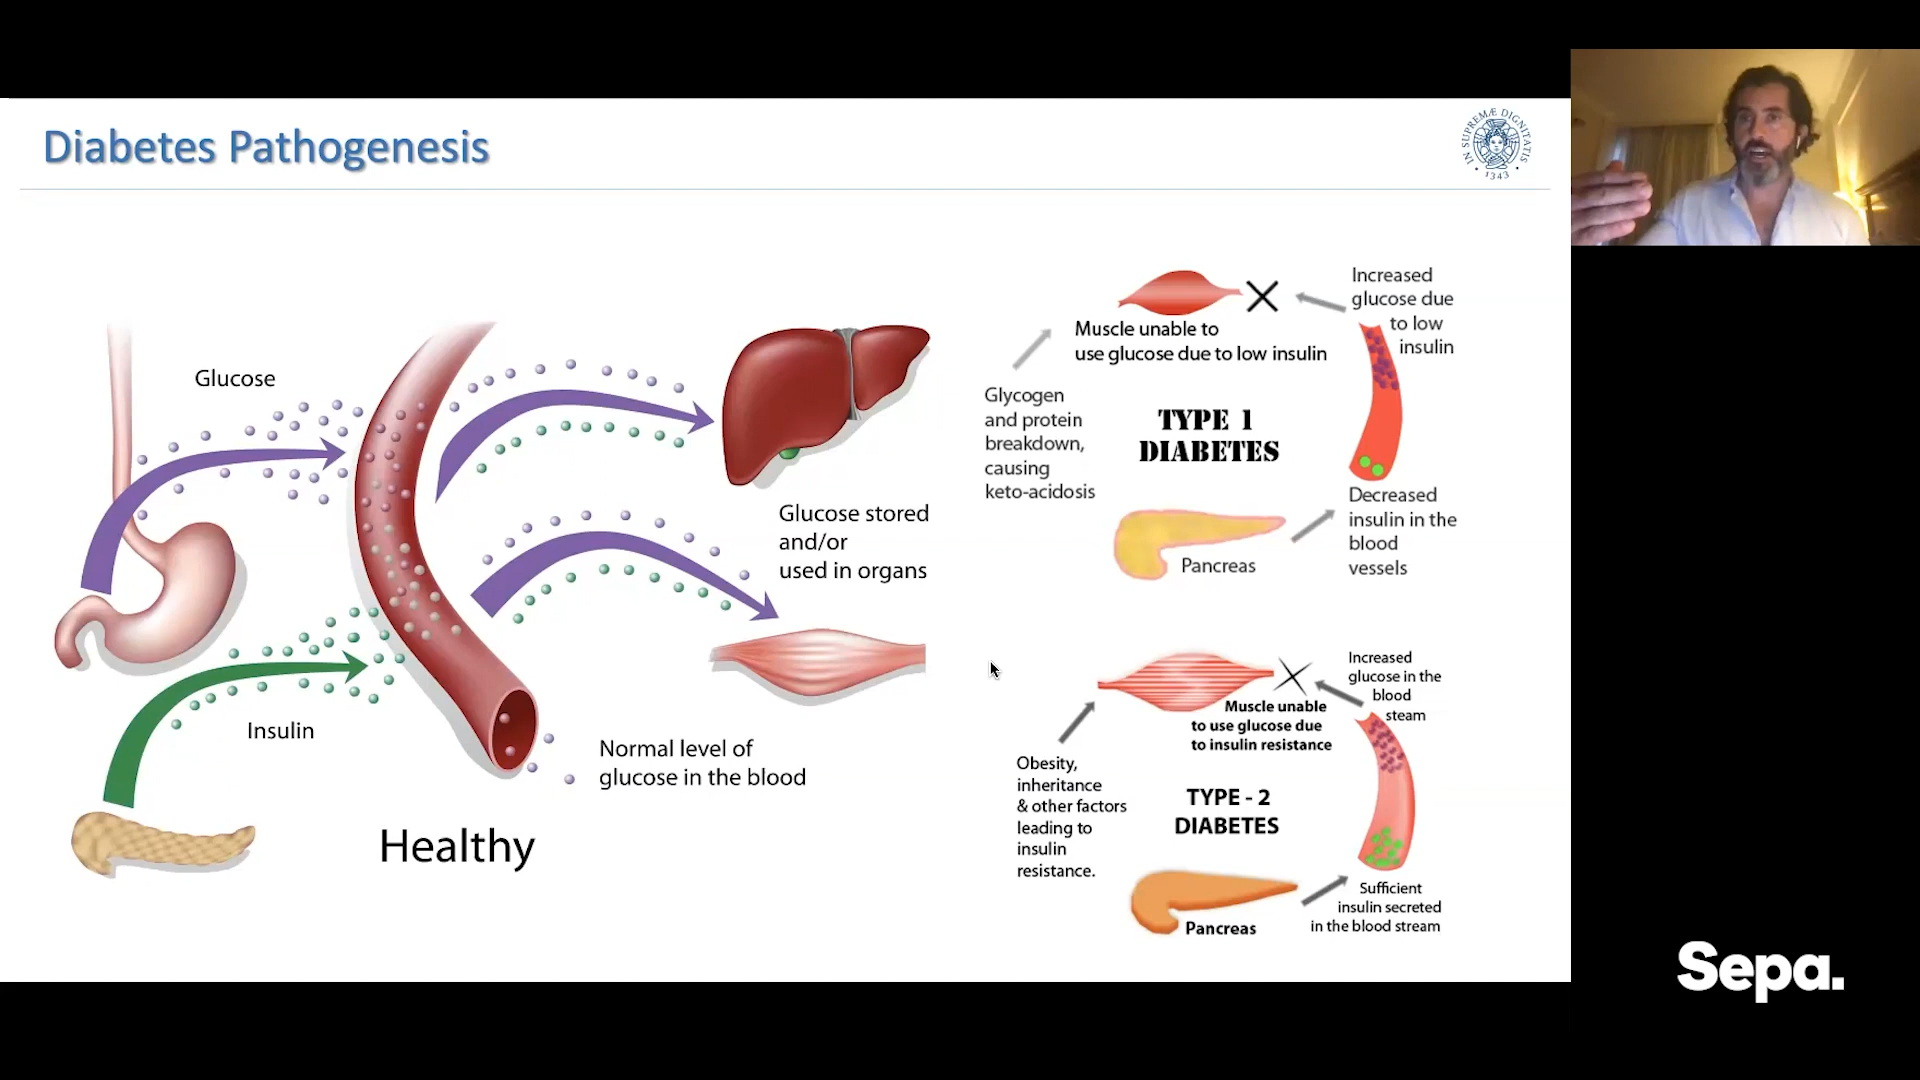 Diabetes Pathogenesis
IN SUPREMÆ DIGNITATIS
1343
Glucose
Insulin
Glucose stored
and/or
used in organs
Normal level of
glucose in the blood
Healthy
Increased
glucose due
to low
insulin
Muscle unable to
use glucose due to low insulin
Glycogen
and protein
breakdown,
causing
keto-acidosis
TYPE 1
DIABETES
Pancreas
Decreased
insulin in the
blood
vessels
Increased
glucose in the
blood
steam
Muscle unable
to use glucose due
to insulin resistance
Obesity,
inheritance
& other factors
leading to
insulin
resistance.
TYPE - 2
DIABETES
Pancreas
Sufficient
insulin secreted
in the blood stream
Sepa.